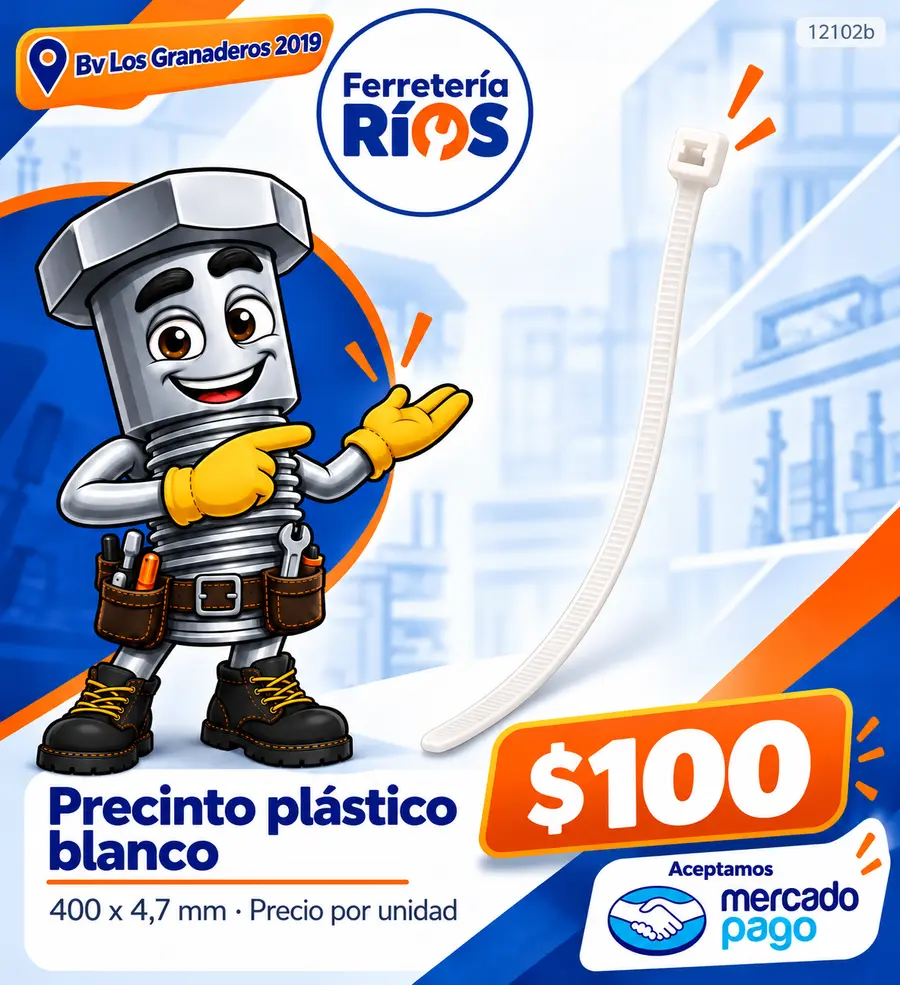 Bv Los Granaderos 2019
Ferretería
RÍOS
12102b
$100
Precinto plástico
blanco
400 x 4,7 mm · Precio por unidad
Aceptamos
mercado
pago